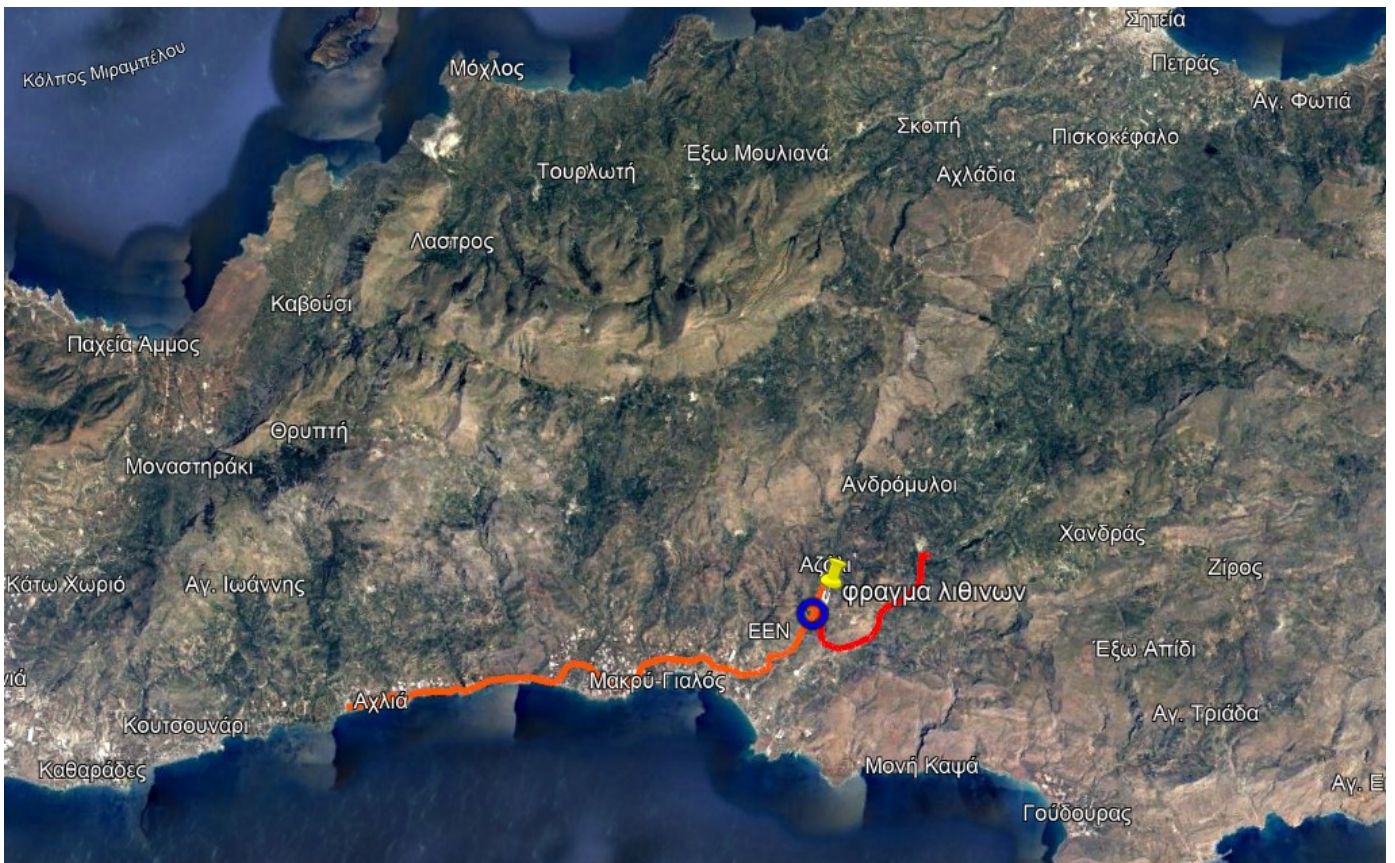 Σητεία
Κόλπος Μιραμπέλου
Μόχλος
Πετράς
Αγ. Φωτιά
Σκοπή
Πισκοκέφαλο
Έξω Μουλιανά
Τουρλωτή
Αχλάδια
Λαστρος
Καβούσι
Παχεία Άμμος
Θρυπτή
Μοναστηράκι
Ανδρόμυλοι
Χανδράς
Κάτω Χωριό
Αγ. Ιωάννης
Ζίρος
φραγμα λιθινων
ΕΕΝ
Έξω Απίδι
Μακρύ-Γιαλός
Αχλιά
Αγ. Τριάδα
Κουτσουνάρι
Μονή Καψά
Καθαράδες
Αγ. Ε
Γούδουρας